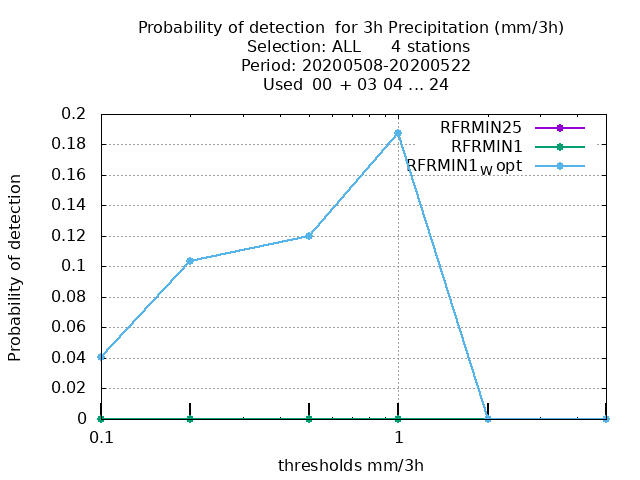 Probability of detection  for 3h Precipitation (mm/3h)
Selection: ALL      4 stations
Period: 20200508-20200522
Used  00 + 03 04 ... 24
RFRMIN25
RFRMIN1
RFRMIN1W opt
Probability of detection
0.2
0.18
0.16
0.14
0.12
0.1
0.08
0.06
0.04
0.02
0
0.1
1
thresholds mm/3h